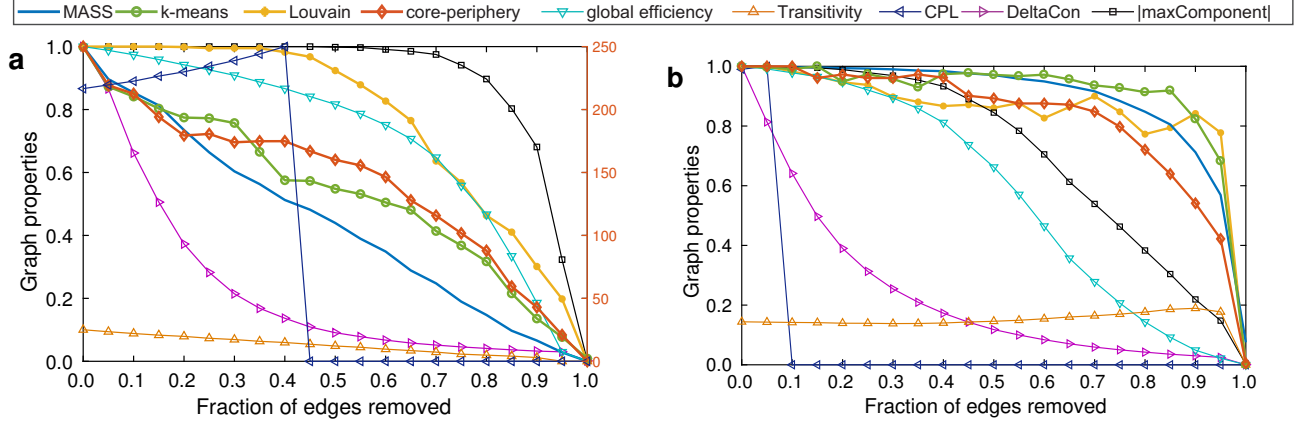 MASS k-means Louvain core-periphery global efficiency Transitivity CPL DeltaCon |maxComponent|
a
Graph properties
1.0
0.8
0.6
0.4
0.2
0.0
250
200
150
100
50
0
0.0 0.1 0.2 0.3 0.4 0.5 0.6 0.7 0.8 0.9 1.0
Fraction of edges removed
b
Graph properties
1.0
0.8
0.6
0.4
0.2
0.0
0.0 0.1 0.2 0.3 0.4 0.5 0.6 0.7 0.8 0.9 1.0
Fraction of edges removed